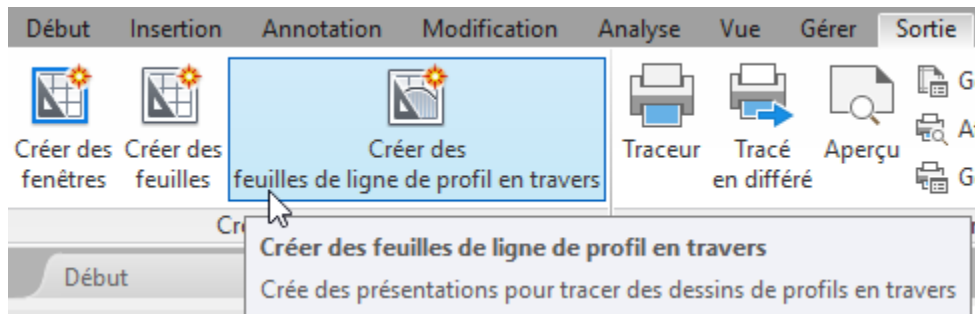 Début Insertion Annotation Modification Analyse Vue Gérer Sortie
Créer des fenêtres
Créer des feuilles
Créer des feuilles de ligne de profil en travers
Traceur
Tracé en différé
Aperçu
Créer des feuilles de ligne de profil en travers
Début
Crée des présentations pour tracer des dessins de profils en travers